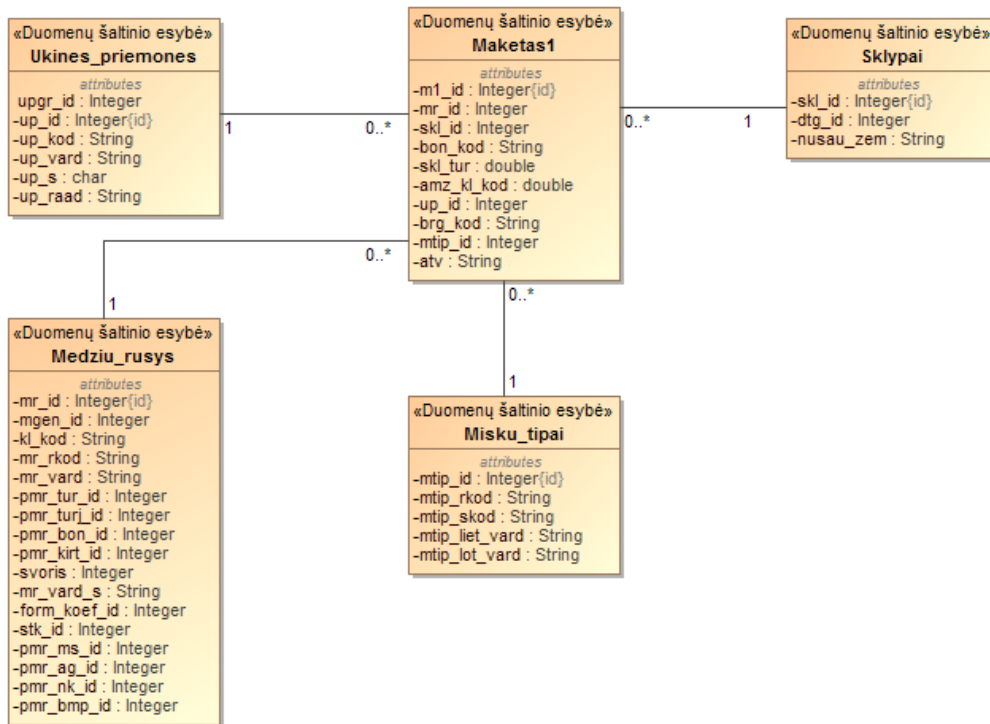 «Duomenų šaltinio esybė»
Ukines_priemones
attributes
upgr_id : Integer
-up_id : Integer{id}
-up_kod : String
-up_vard : String
-up_s : char
-up_raad : String
1
0..*
«Duomenų šaltinio esybė»
Maketas1
attributes
-m1_id : Integer{id}
-mr_id : Integer
-skl_id : Integer
-bon_kod : String
-skl_tur : double
-amz_kl_kod : double
-up_id : Integer
-brg_kod : String
-mtip_id : Integer
-atv : String
0..*
1
«Duomenų šaltinio esybė»
Sklypai
attributes
-skl_id : Integer{id}
-dtg_id : Integer
-nusau_zem : String
0..*
1
0..*
1
«Duomenų šaltinio esybė»
Medziu_rusys
attributes
-mr_id : Integer{id}
-mgen_id : Integer
-kl_kod : String
-mr_rkod : String
-mr_vard : String
-pmr_tur_id : Integer
-pmr_turj_id : Integer
-pmr_bon_id : Integer
-pmr_kirt_id : Integer
-svoris : Integer
-mr_vard_s : String
-form_koef_id : Integer
-stk_id : Integer
-pmr_ms_id : Integer
-pmr_ag_id : Integer
-pmr_nk_id : Integer
-pmr_bmp_id : Integer
«Duomenų šaltinio esybė»
Misku_tipai
attributes
-mtip_id : Integer{id}
-mtip_rkod : String
-mtip_skod : String
-mtip_liet_vard : String
-mtip_lot_vard : String